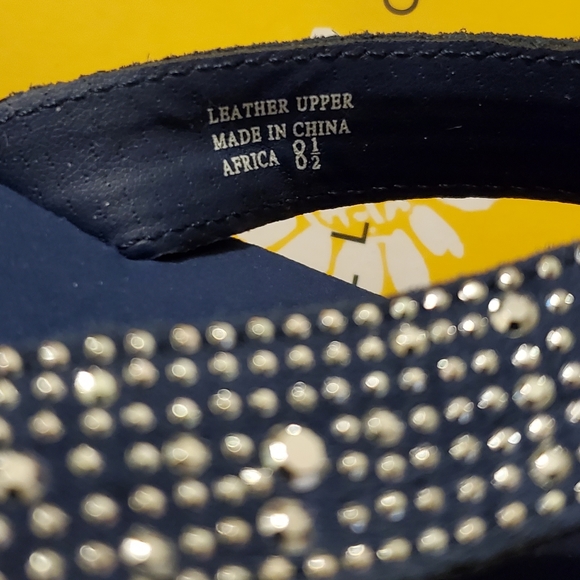 LEATHER UPPER
MADE IN CHINA
AFRICA 8½
L